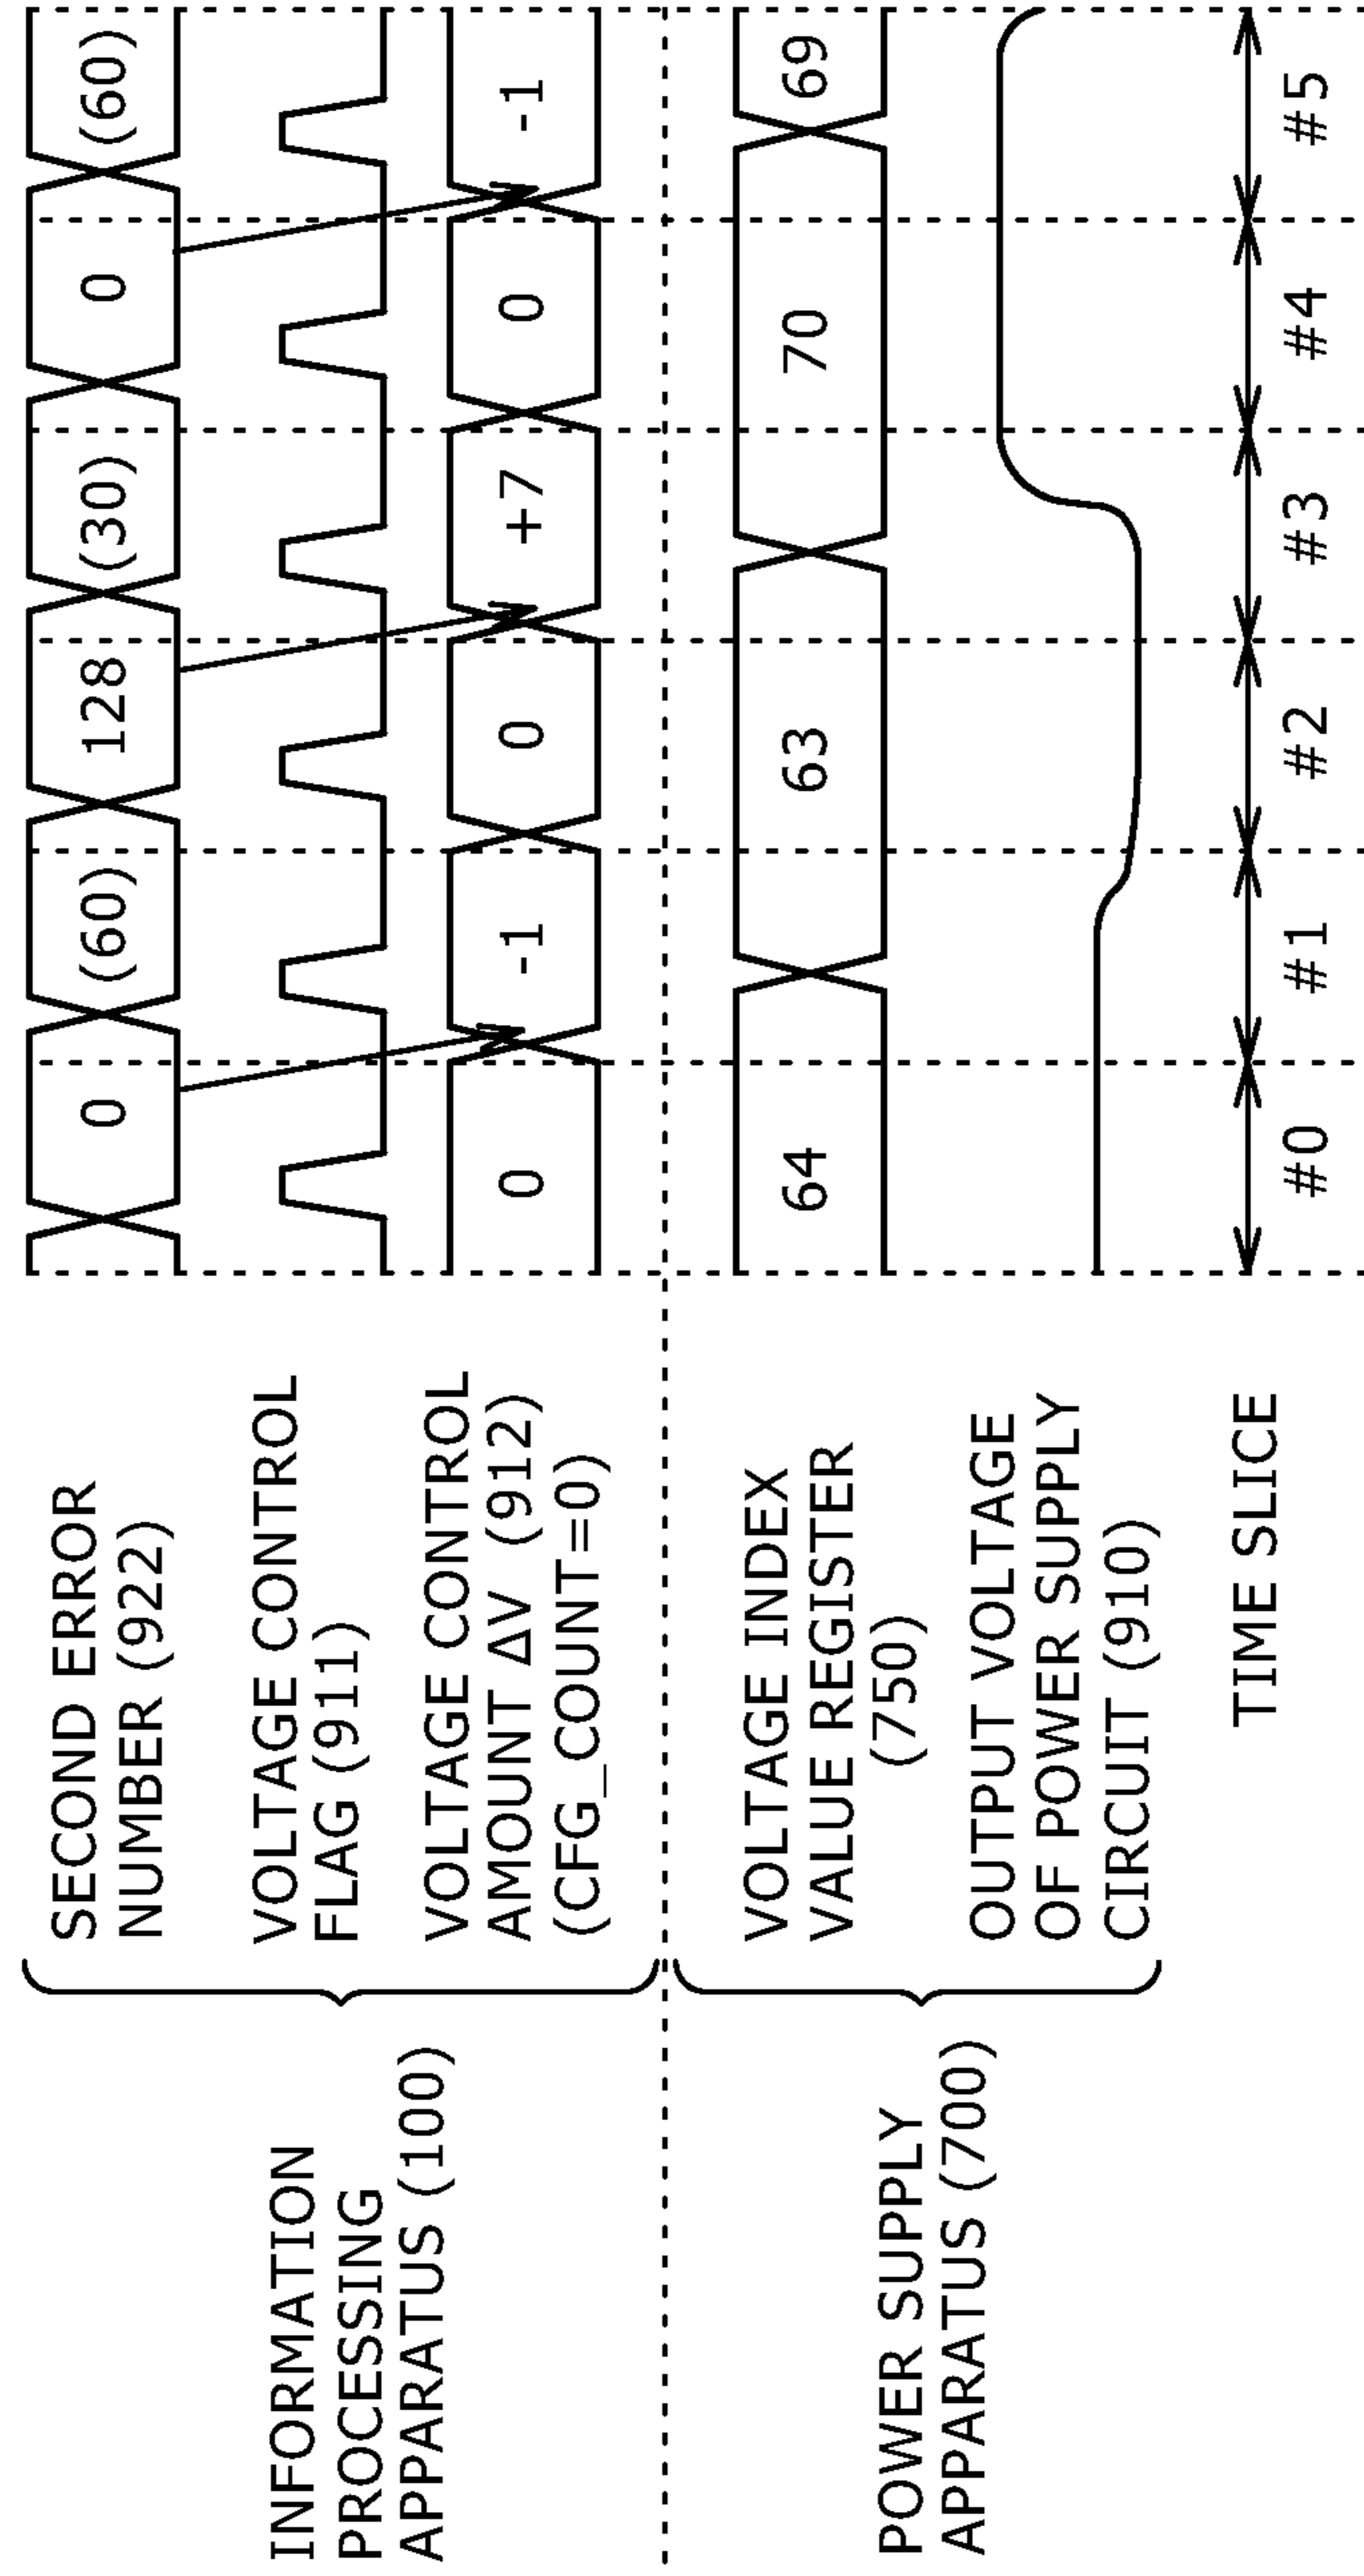 INFORMATION
PROCESSING
APPARATUS (100)
SECOND ERROR
NUMBER (922)
0 (60) 128 (30) 0 (60)
VOLTAGE CONTROL
FLAG (911)
VOLTAGE CONTROL
AMOUNT ΔV (912)
(CFG_COUNT=0)
0 -1 0 +7 0 -1
POWER SUPPLY
APPARATUS (700)
VOLTAGE INDEX
VALUE REGISTER
(750)
64 63 70 69
OUTPUT VOLTAGE
OF POWER SUPPLY
CIRCUIT (910)
TIME SLICE
#0 #1 #2 #3 #4 #5